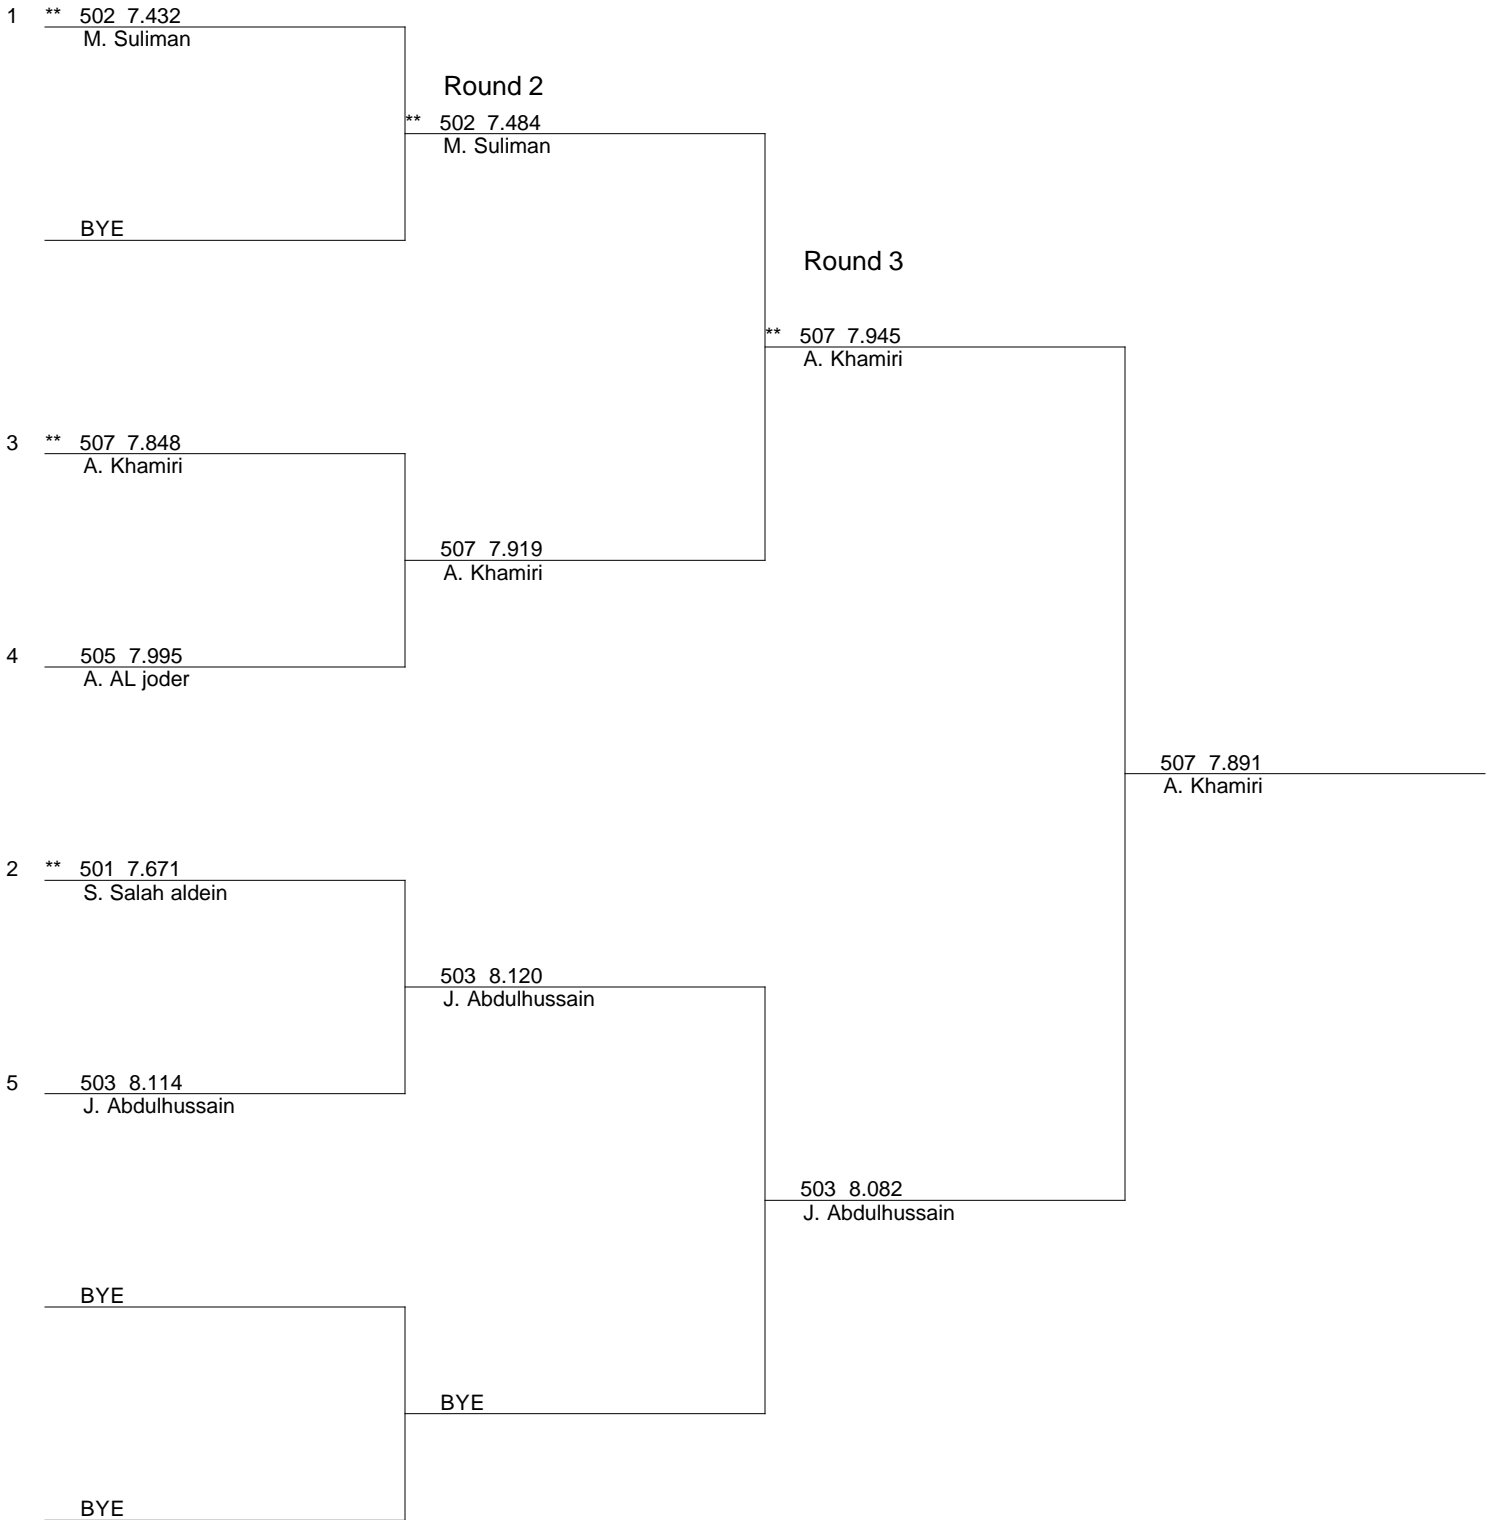 1 ** 502 7.432
M. Suliman
Round 2
** 502 7.484
M. Suliman
BYE
Round 3
** 507 7.945
A. Khamiri
3 ** 507 7.848
A. Khamiri
507 7.919
A. Khamiri
4 505 7.995
A. AL joder
507 7.891
A. Khamiri
2 ** 501 7.671
S. Salah aldein
503 8.120
J. Abdulhussain
5 503 8.114
J. Abdulhussain
503 8.082
J. Abdulhussain
BYE
BYE
BYE